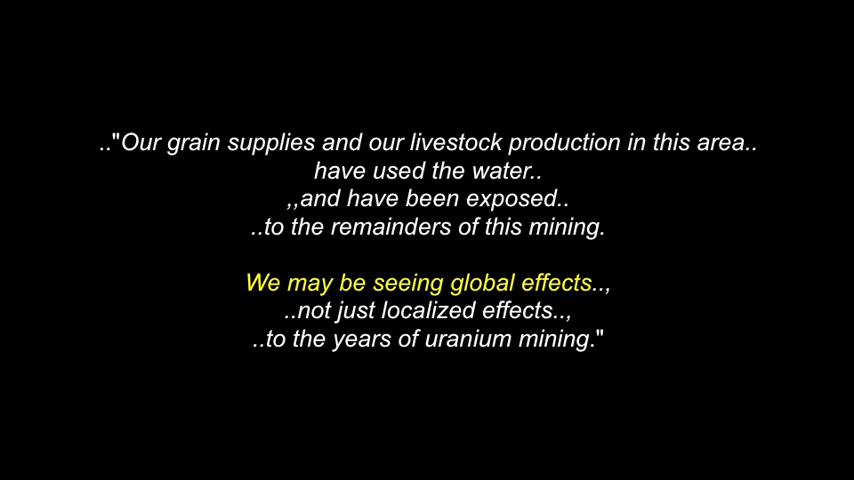 .."Our grain supplies and our livestock production in this area..
have used the water..
,,and have been exposed..
..to the remainders of this mining.
We may be seeing global effects..,
..not just localized effects..,
..to the years of uranium mining."